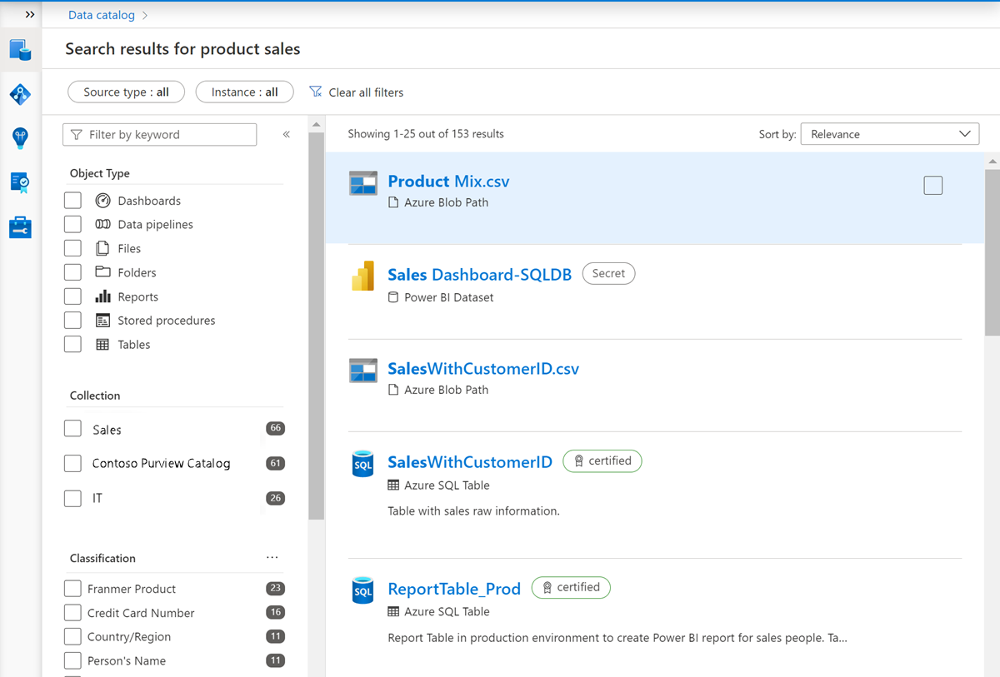 Data catalog
Search results for product sales
Source type : all
Instance : all
Clear all filters
Filter by keyword
Object Type
Dashboards
Data pipelines
Files
Folders
Reports
Stored procedures
Tables
Collection
Sales 66
Contoso Purview Catalog 61
IT 26
Classification ...
Franmer Product 23
Credit Card Number 16
Country/Region 11
Person's Name 11
Showing 1-25 out of 153 results
Sort by: Relevance
Product Mix.csv
Azure Blob Path
Sales Dashboard-SQLDB Secret
Power BI Dataset
SalesWithCustomerID.csv
Azure Blob Path
SQL SalesWithCustomerID certified
Azure SQL Table
Table with sales raw information.
SQL ReportTable_Prod certified
Azure SQL Table
Report Table in production environment to create Power BI report for sales people. Ta...